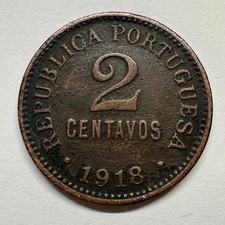 REPUBLICA PORTUGUESA
2
CENTAVOS
· 1918 ·